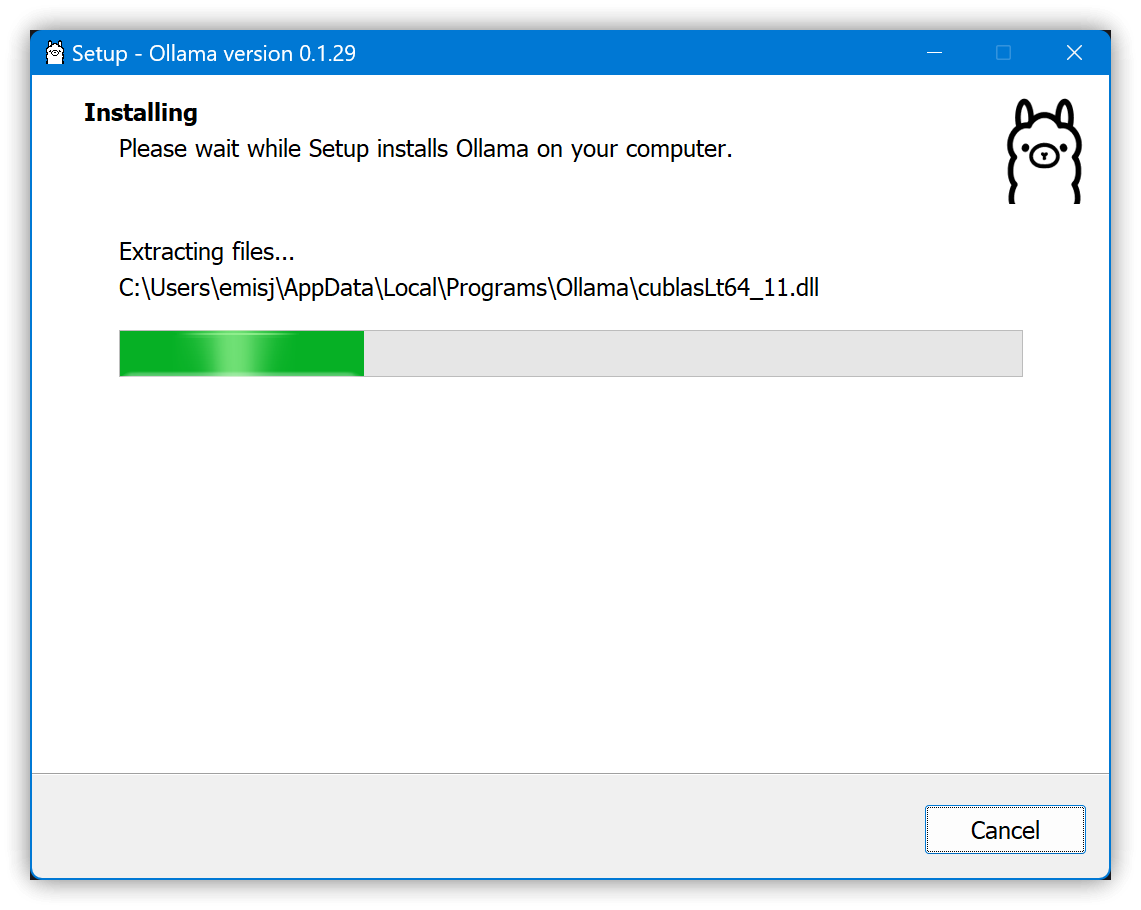 Setup - Ollama version 0.1.29
Installing
Please wait while Setup installs Ollama on your computer.
Extracting files...
C:\Users\emisj\AppData\Local\Programs\Ollama\cublasLt64_11.dll
Cancel